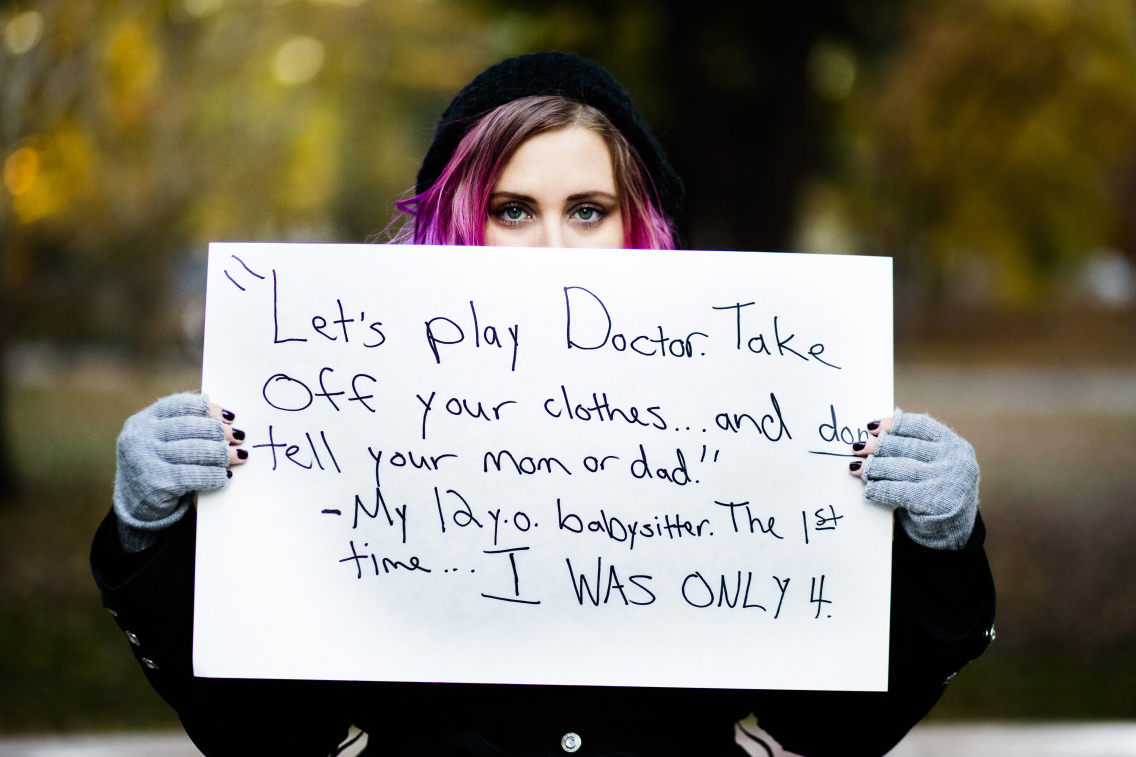 "Let's play Doctor. Take
Off your clothes...and
tell your mom or dad."
-My 12 y.o. babysitter. The 1st
time... I WAS ONLY 4.